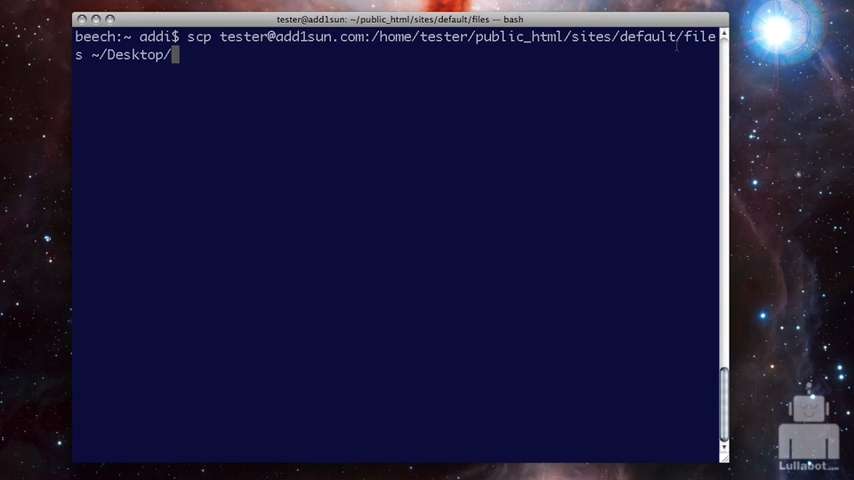 tester@add1sun: ~/public_html/sites/default/files — bash
beech:~ addi$ scp tester@add1sun.com:/home/tester/public_html/sites/default/file
s ~/Desktop/
Lullabot.com